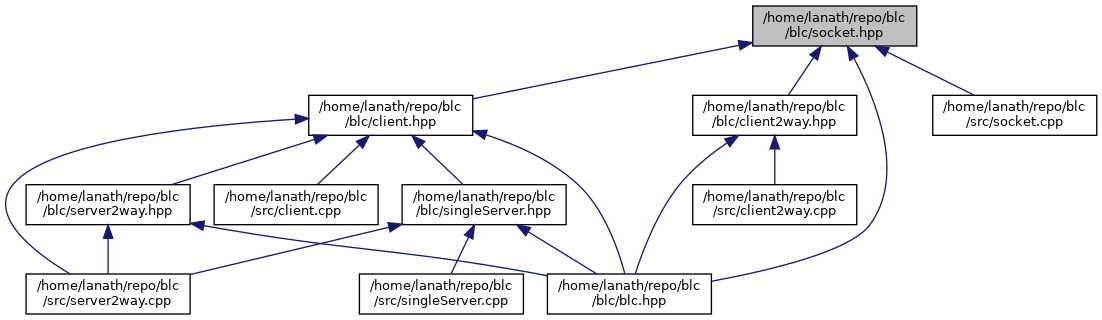 /home/lanath/repo/blc
/blc/socket.hpp
/home/lanath/repo/blc
/blc/client.hpp
/home/lanath/repo/blc
/blc/client2way.hpp
/home/lanath/repo/blc
/src/socket.cpp
/home/lanath/repo/blc
/blc/server2way.hpp
/home/lanath/repo/blc
/src/client.cpp
/home/lanath/repo/blc
/blc/singleServer.hpp
/home/lanath/repo/blc
/src/client2way.cpp
/home/lanath/repo/blc
/src/server2way.cpp
/home/lanath/repo/blc
/src/singleServer.cpp
/home/lanath/repo/blc
/blc/blc.hpp